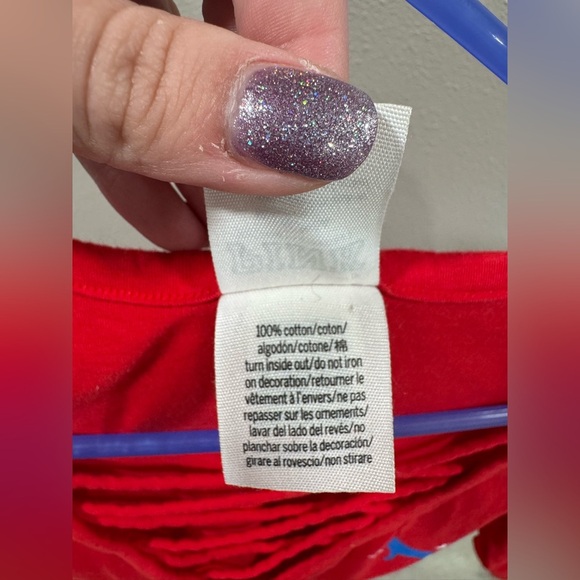 100% cotton/coton/
algodón/cotone/棉
turn inside out/do not iron
on decoration/retourner le
vêtement à l'envers/ne pas
repasser sur les ornements/
lavar del lado del revés/no
planchar sobre la decoración/
girare al rovescio/non stirare